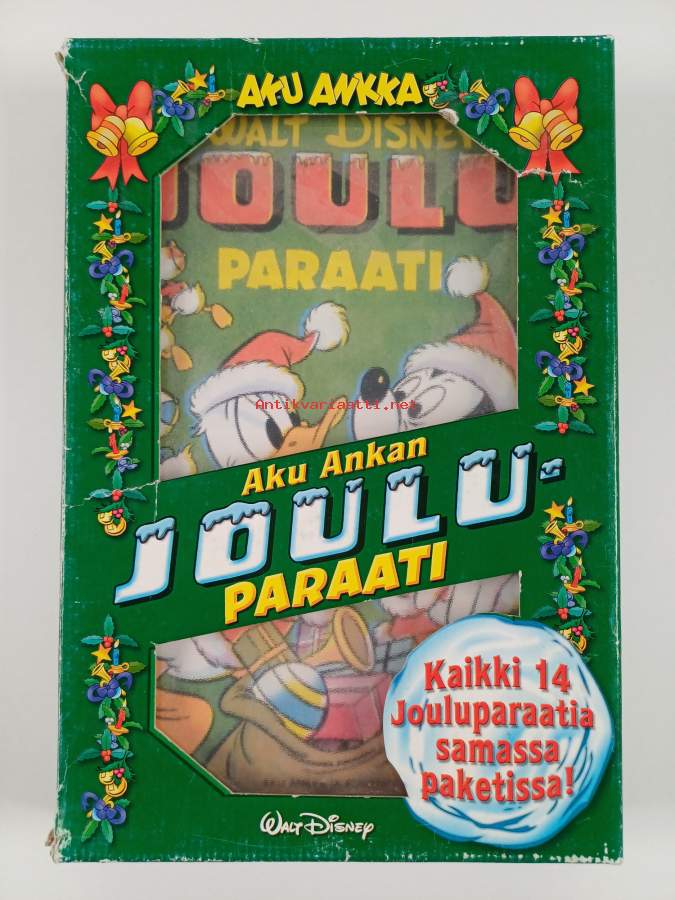 AKU ANKKA
WALT DISNEY
JOULU
PARAATI
Antikvariaatti.net
Aku Ankan
JOULU-
PARAATI
Kaikki 14
Jouluparaatia
samassa
paketissa!
WALT DISNEY